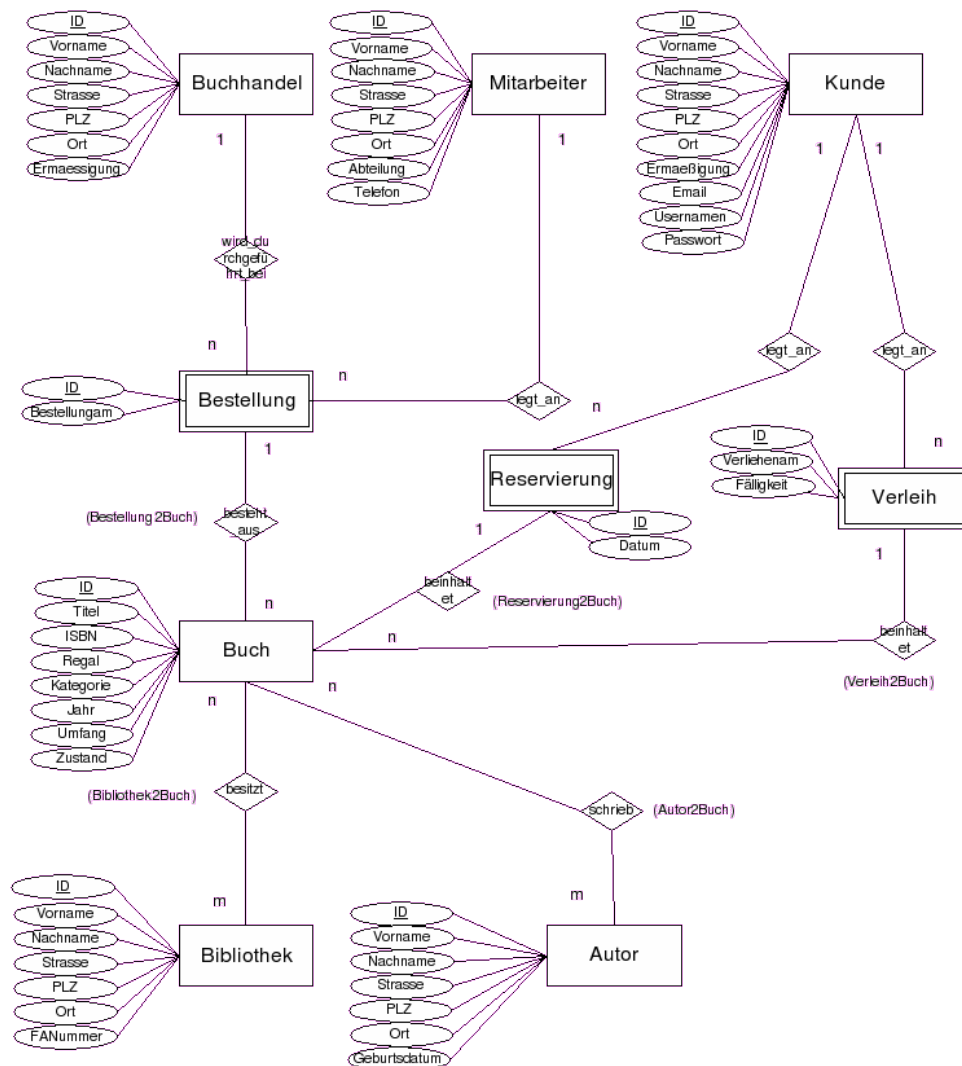 ID
Vorname
Nachname
Strasse
PLZ
Ort
Ermaessigung
Buchhandel
1
ID
Vorname
Nachname
Strasse
PLZ
Ort
Abteilung
Telefon
Mitarbeiter
1
ID
Vorname
Nachname
Strasse
PLZ
Ort
Ermaeßigung
Email
Usernamen
Passwort
Kunde
1
1
wird_du
rchgefü
hrt_bei
n
legt_an
legt_an
ID
Bestellungam
Bestellung
n
legt_an
n
1
Reservierung
ID
Verliehenam
Fälligkeit
n
Verleih
(Bestellung2Buch)
besteht
_aus
1
ID
Datum
1
beinhalt
et
(Reservierung2Buch)
n
ID
Titel
ISBN
Regal
Kategorie
Jahr
Umfang
Zustand
Buch
n
beinhalt
et
(Verleih2Buch)
n
n
(Bibliothek2Buch)
besitzt
schrieb
(Autor2Buch)
m
m
ID
Vorname
Nachname
Strasse
PLZ
Ort
FANummer
Bibliothek
ID
Vorname
Nachname
Strasse
PLZ
Ort
Geburtsdatum
Autor